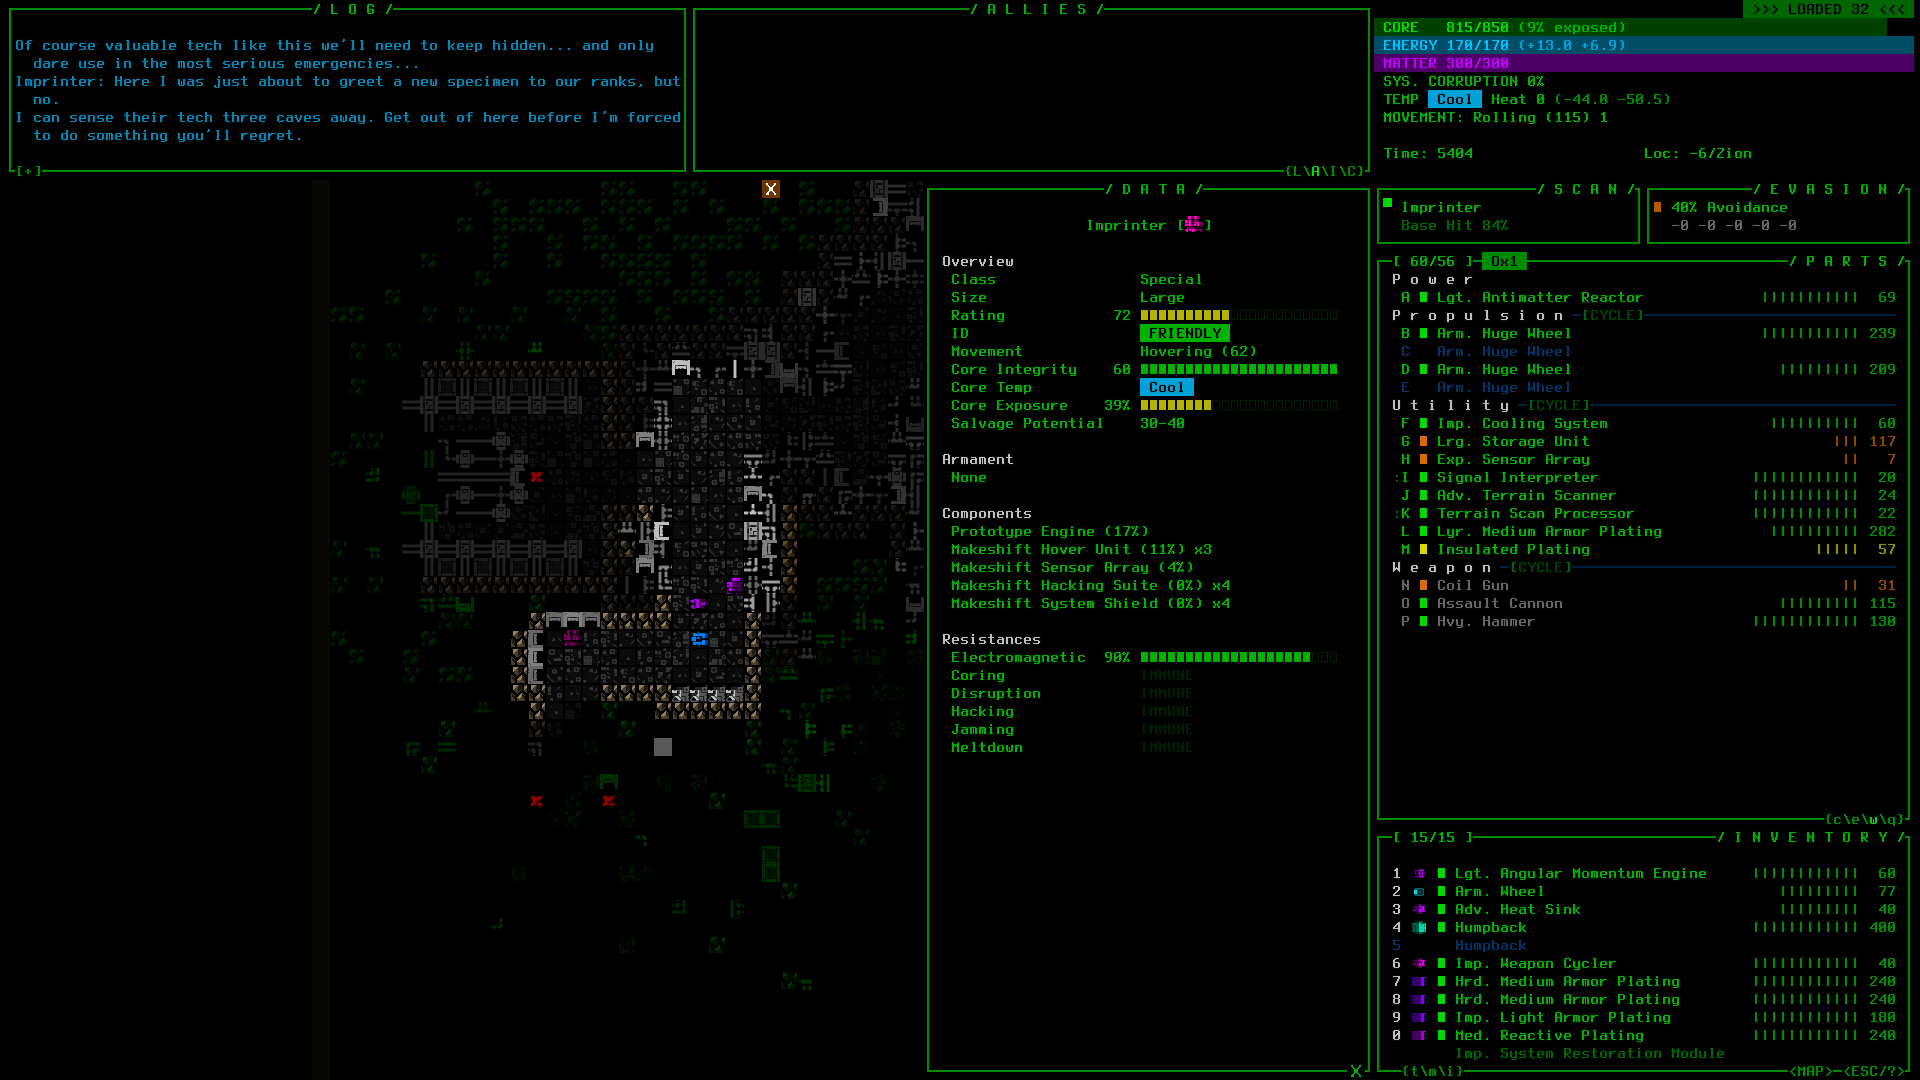 / L O G /
Of course valuable tech like this we'll need to keep hidden... and only
dare use in the most serious emergencies...
Imprinter: Here I was just about to greet a new specimen to our ranks, but
no.
I can sense their tech three caves away. Get out of here before I'm forced
to do something you'll regret.
[+]
/ A L L I E S /
{L\A\I\C}
>>> LOADED 32 <<<
CORE 815/850 (9% exposed)
ENERGY 170/170 (+13.0 +6.9)
MATTER 300/300
SYS. CORRUPTION 0%
TEMP Cool Heat 0 (-44.0 -50.5)
MOVEMENT: Rolling (115) 1
Time: 5404 Loc: -6/Zion
X
/ D A T A /
Imprinter [ ]
Overview
Class Special
Size Large
Rating 72
ID FRIENDLY
Movement Hovering (62)
Core Integrity 60
Core Temp Cool
Core Exposure 39%
Salvage Potential 30-40
Armament
None
Components
Prototype Engine (17%)
Makeshift Hover Unit (11%) x3
Makeshift Sensor Array (4%)
Makeshift Hacking Suite (0%) x4
Makeshift System Shield (0%) x4
Resistances
Electromagnetic 90%
Coring IMMUNE
Disruption IMMUNE
Hacking IMMUNE
Jamming IMMUNE
Meltdown IMMUNE
X
/ S C A N /
Imprinter
Base Hit 84%
/ E V A S I O N /
40% Avoidance
-0 -0 -0 -0 -0
[ 60/56 ] 0x1 / P A R T S /
P o w e r
A Lgt. Antimatter Reactor 69
P r o p u l s i o n [CYCLE]
B Arm. Huge Wheel 239
C Arm. Huge Wheel
D Arm. Huge Wheel 209
E Arm. Huge Wheel
U t i l i t y [CYCLE]
F Imp. Cooling System 60
G Lrg. Storage Unit 117
H Exp. Sensor Array 7
:I Signal Interpreter 20
J Adv. Terrain Scanner 24
:K Terrain Scan Processor 22
L Lyr. Medium Armor Plating 282
M Insulated Plating 57
W e a p o n [CYCLE]
N Coil Gun 31
O Assault Cannon 115
P Hvy. Hammer 130
{c\e\w\q}
[ 15/15 ] / I N V E N T O R Y /
1 Lgt. Angular Momentum Engine 60
2 Arm. Wheel 77
3 Adv. Heat Sink 40
4 Humpback 400
5 Humpback
6 Imp. Weapon Cycler 40
7 Hrd. Medium Armor Plating 240
8 Hrd. Medium Armor Plating 240
9 Imp. Light Armor Plating 180
0 Med. Reactive Plating 240
Imp. System Restoration Module
{t\m\i} <MAP> <ESC/?>